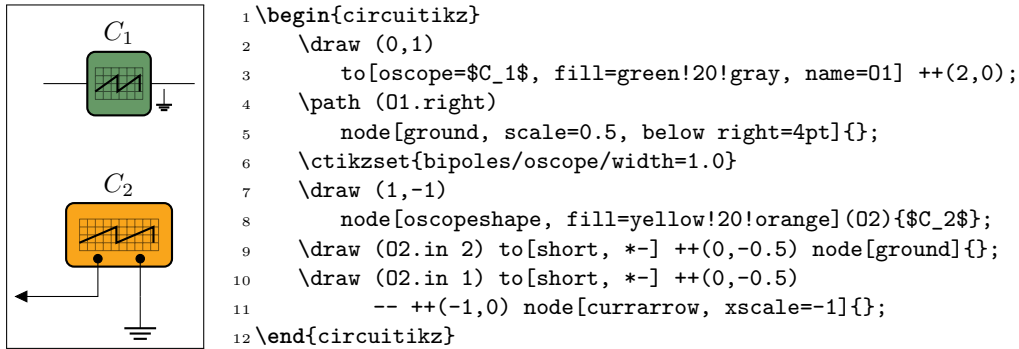 C1
C2
1 \begin{circuitikz}
2 \draw (0,1)
3 to[oscope=$C_1$, fill=green!20!gray, name=O1] ++(2,0);
4 \path (O1.right)
5 node[ground, scale=0.5, below right=4pt]{};
6 \ctikzset{bipoles/oscope/width=1.0}
7 \draw (1,-1)
8 node[oscopeshape, fill=yellow!20!orange](O2){$C_2$};
9 \draw (O2.in 2) to[short, *-] ++(0,-0.5) node[ground]{};
10 \draw (O2.in 1) to[short, *-] ++(0,-0.5)
11 -- ++(-1,0) node[currarrow, xscale=-1]{};
12 \end{circuitikz}